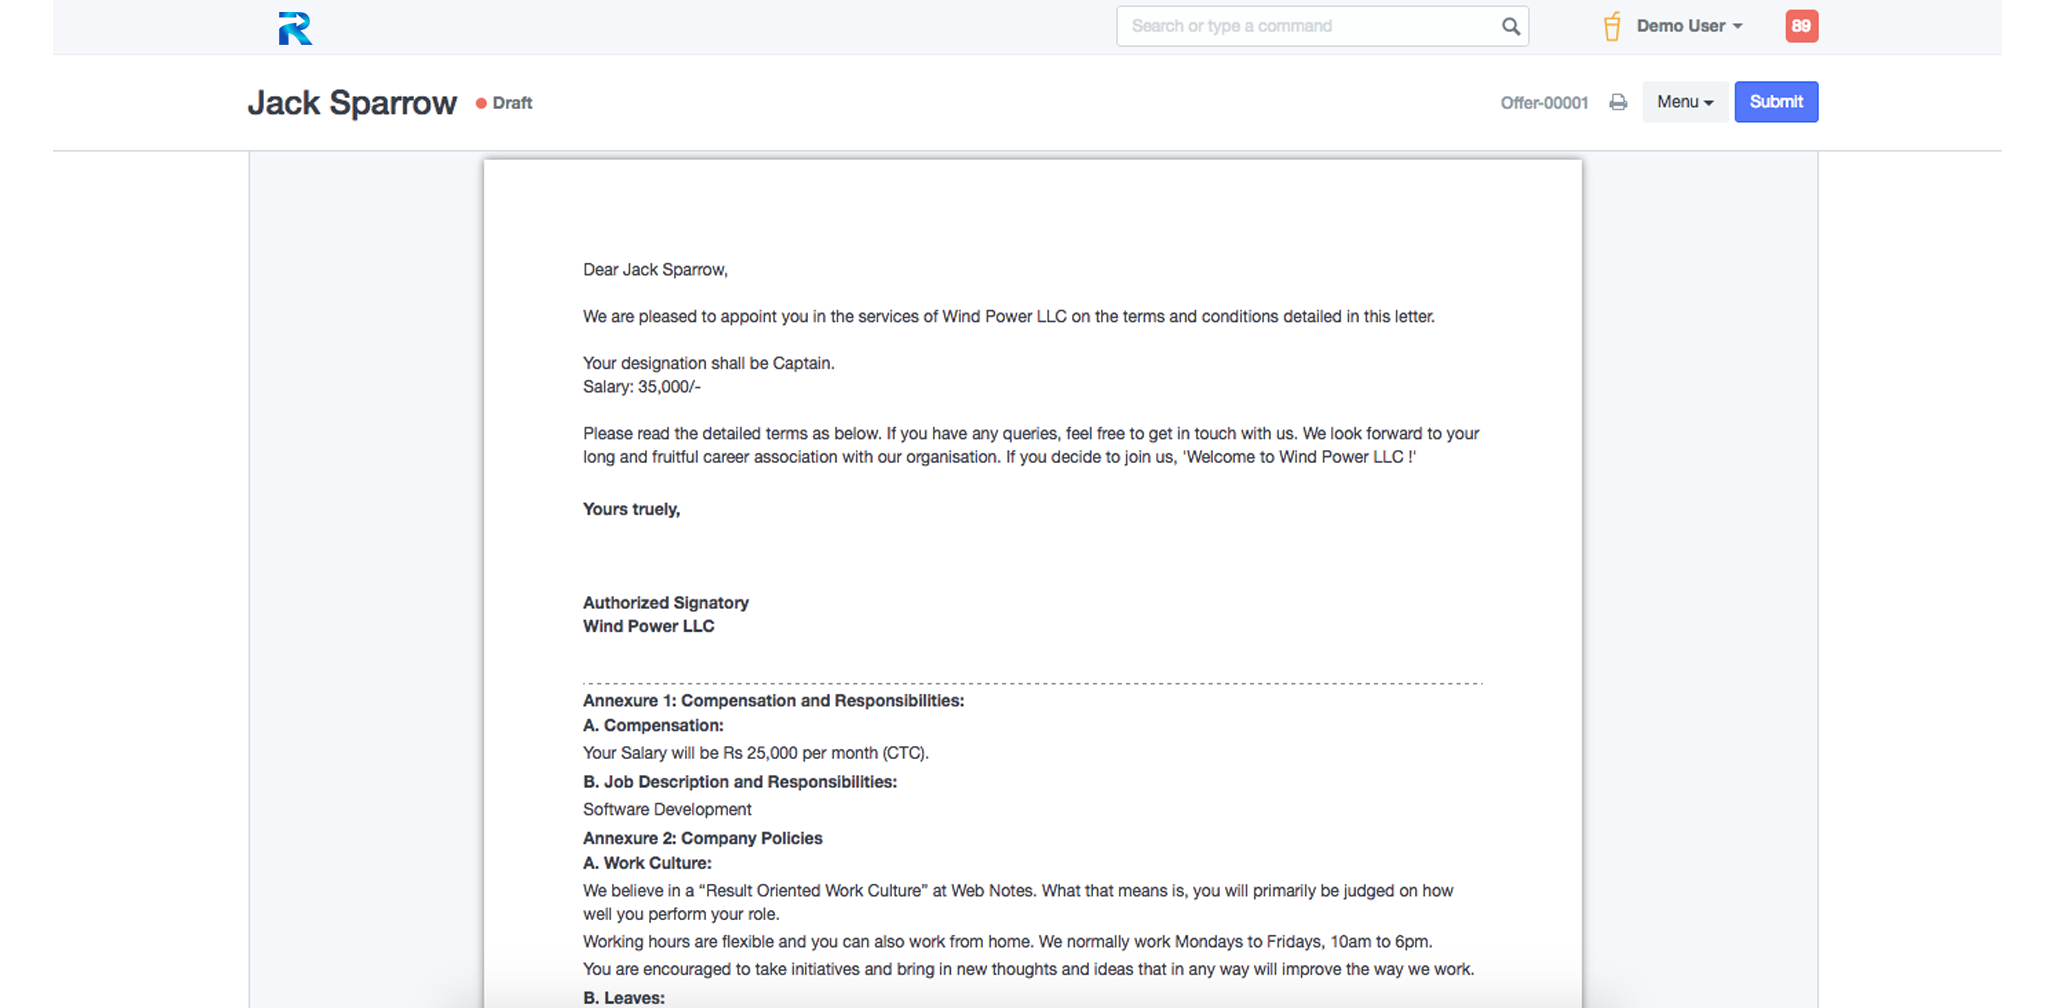 Search or type a command
Demo User
89
Jack Sparrow
Draft
Offer-00001
Menu
Submit
Dear Jack Sparrow,
We are pleased to appoint you in the services of Wind Power LLC on the terms and conditions detailed in this letter.
Your designation shall be Captain.
Salary: 35,000/-
Please read the detailed terms as below. If you have any queries, feel free to get in touch with us. We look forward to your
long and fruitful career association with our organisation. If you decide to join us, 'Welcome to Wind Power LLC !'
Yours truely,
Authorized Signatory
Wind Power LLC
Annexure 1: Compensation and Responsibilities:
A. Compensation:
Your Salary will be Rs 25,000 per month (CTC).
B. Job Description and Responsibilities:
Software Development
Annexure 2: Company Policies
A. Work Culture:
We believe in a “Result Oriented Work Culture” at Web Notes. What that means is, you will primarily be judged on how
well you perform your role.
Working hours are flexible and you can also work from home. We normally work Mondays to Fridays, 10am to 6pm.
You are encouraged to take initiatives and bring in new thoughts and ideas that in any way will improve the way we work.
B. Leaves: